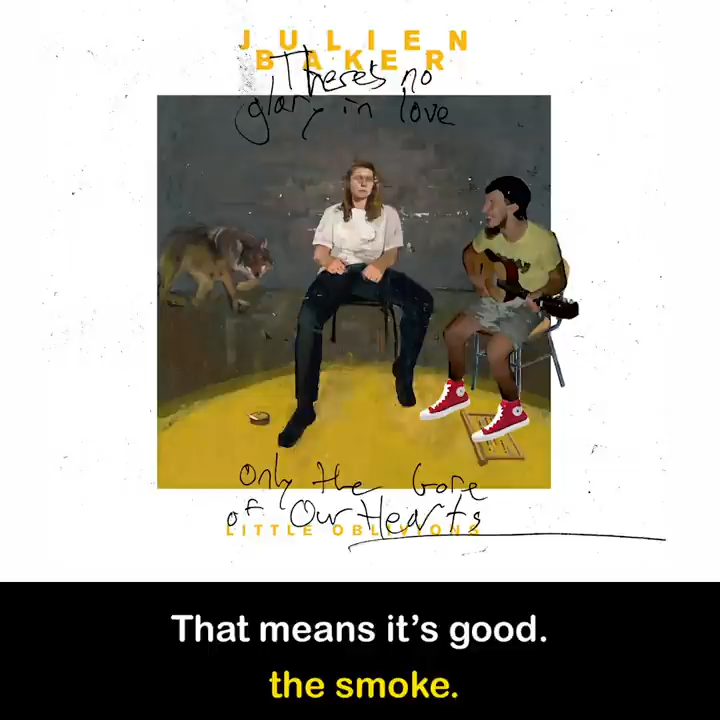 JULIEN
BAKER
There's no
glory in love
Only the Gore
of Our Hearts
LITTLE OBLIVIONS
That means it's good.
the smoke.